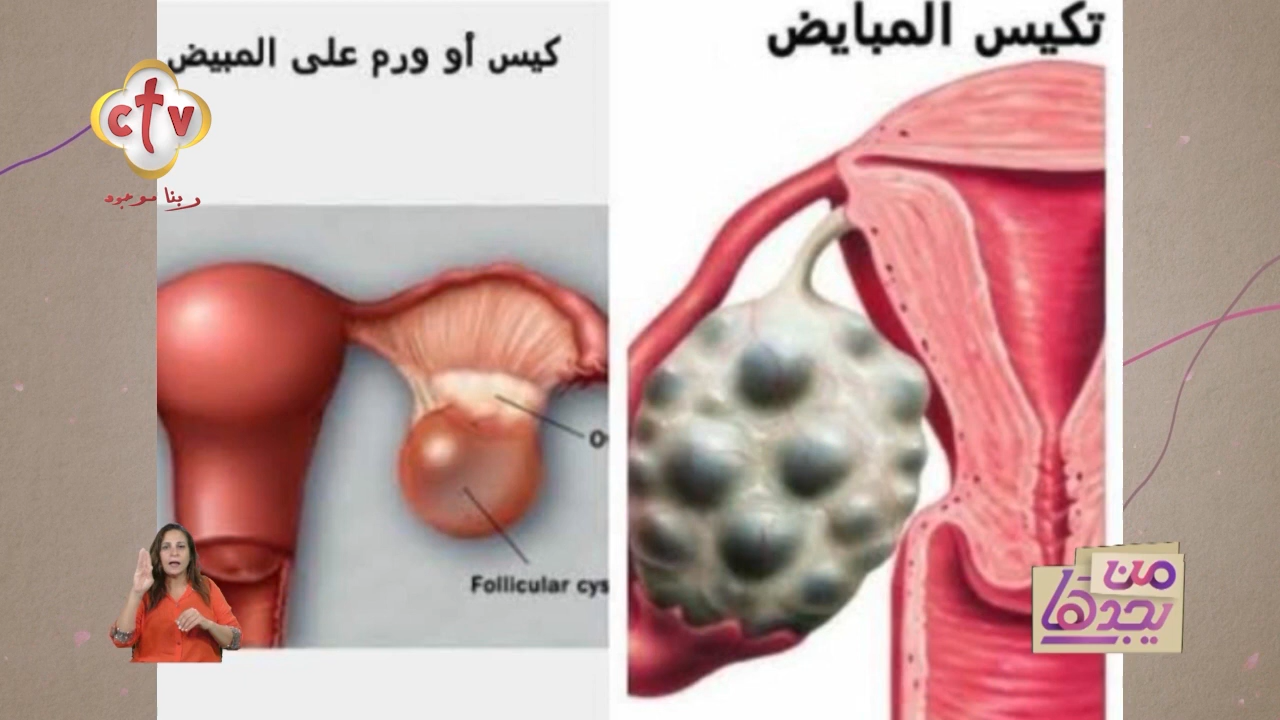 تكيس المبايض
كيس أو ورم على المبيض
ctv
ربنا موجود
O
Follicular cys
من
يجدها